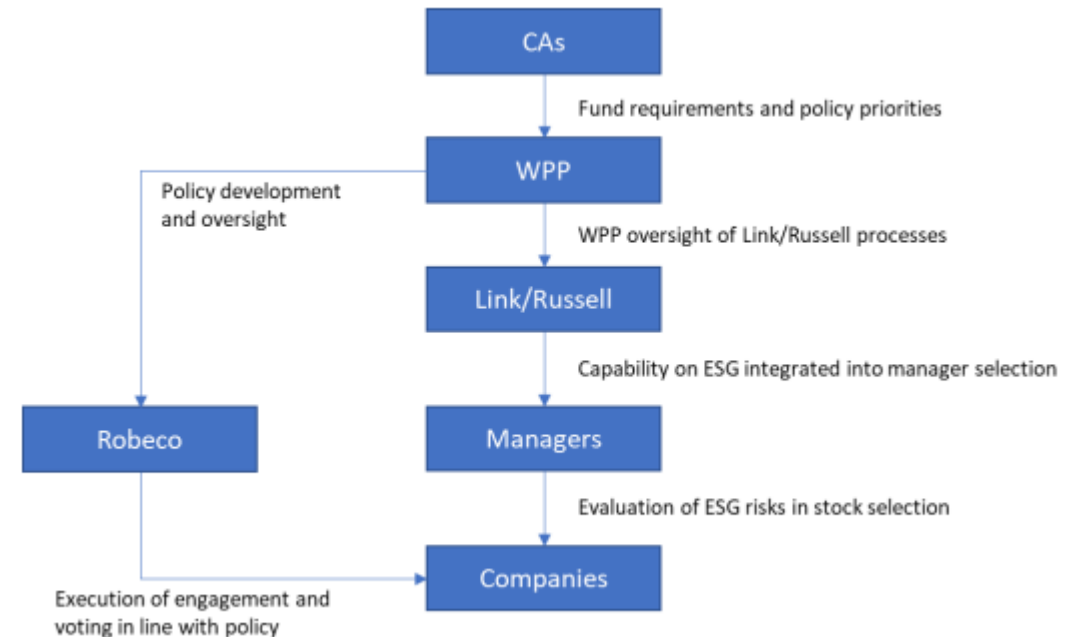 CAs
Fund requirements and policy priorities
WPP
Policy development
and oversight
WPP oversight of Link/Russell processes
Link/Russell
Capability on ESG integrated into manager selection
Robeco
Managers
Evaluation of ESG risks in stock selection
Companies
Execution of engagement and
voting in line with policy